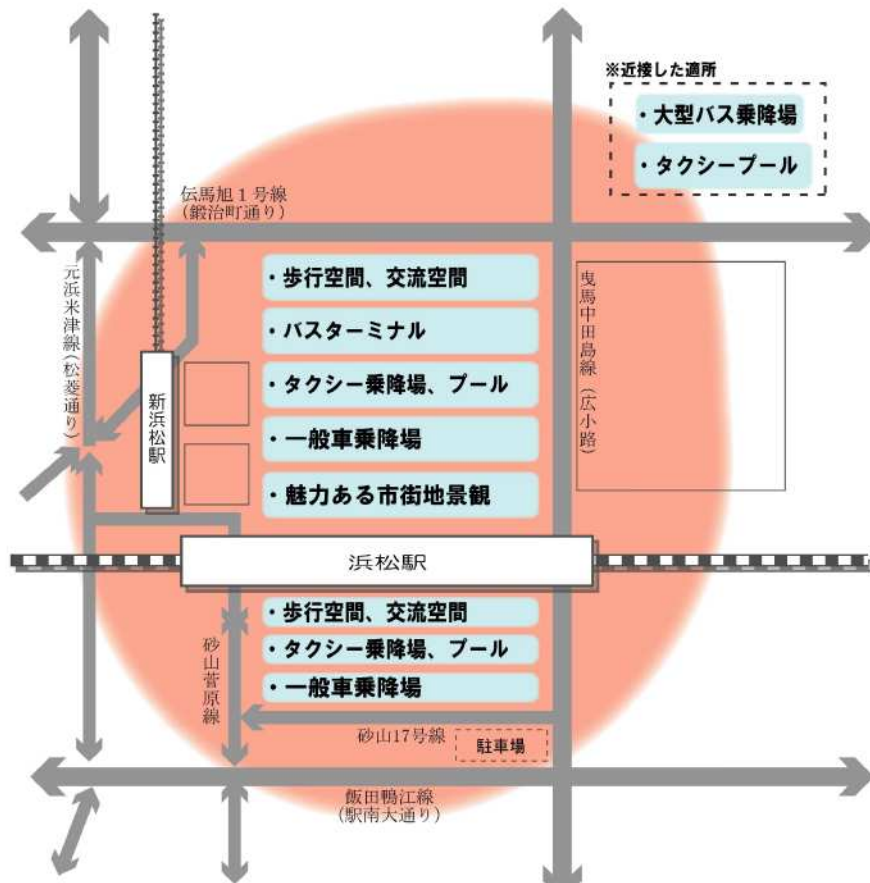 ※近接した適所
・大型バス乗降場
・タクシープール
伝馬旭１号線
(鍛治町通り)
元浜米津線(松菱通り)
・歩行空間、交流空間
・バスターミナル
・タクシー乗降場、プール
・一般車乗降場
・魅力ある市街地景観
曳馬中田島線(広小路)
新浜松駅
浜松駅
・歩行空間、交流空間
・タクシー乗降場、プール
・一般車乗降場
砂山菅原線
砂山17号線
駐車場
飯田鴨江線
(駅南大通り)